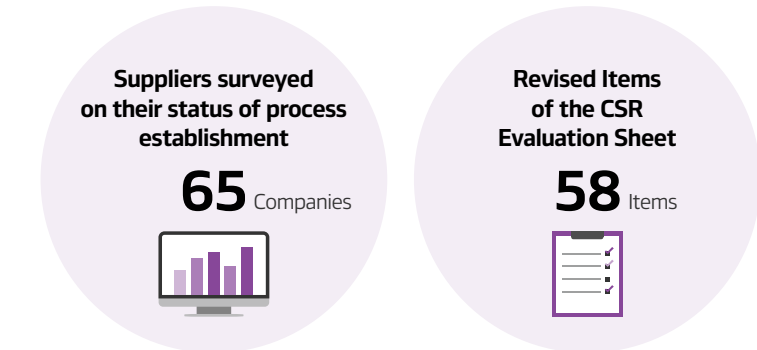 Suppliers surveyed
on their status of process
establishment
65 Companies
Revised Items
of the CSR
Evaluation Sheet
58 Items